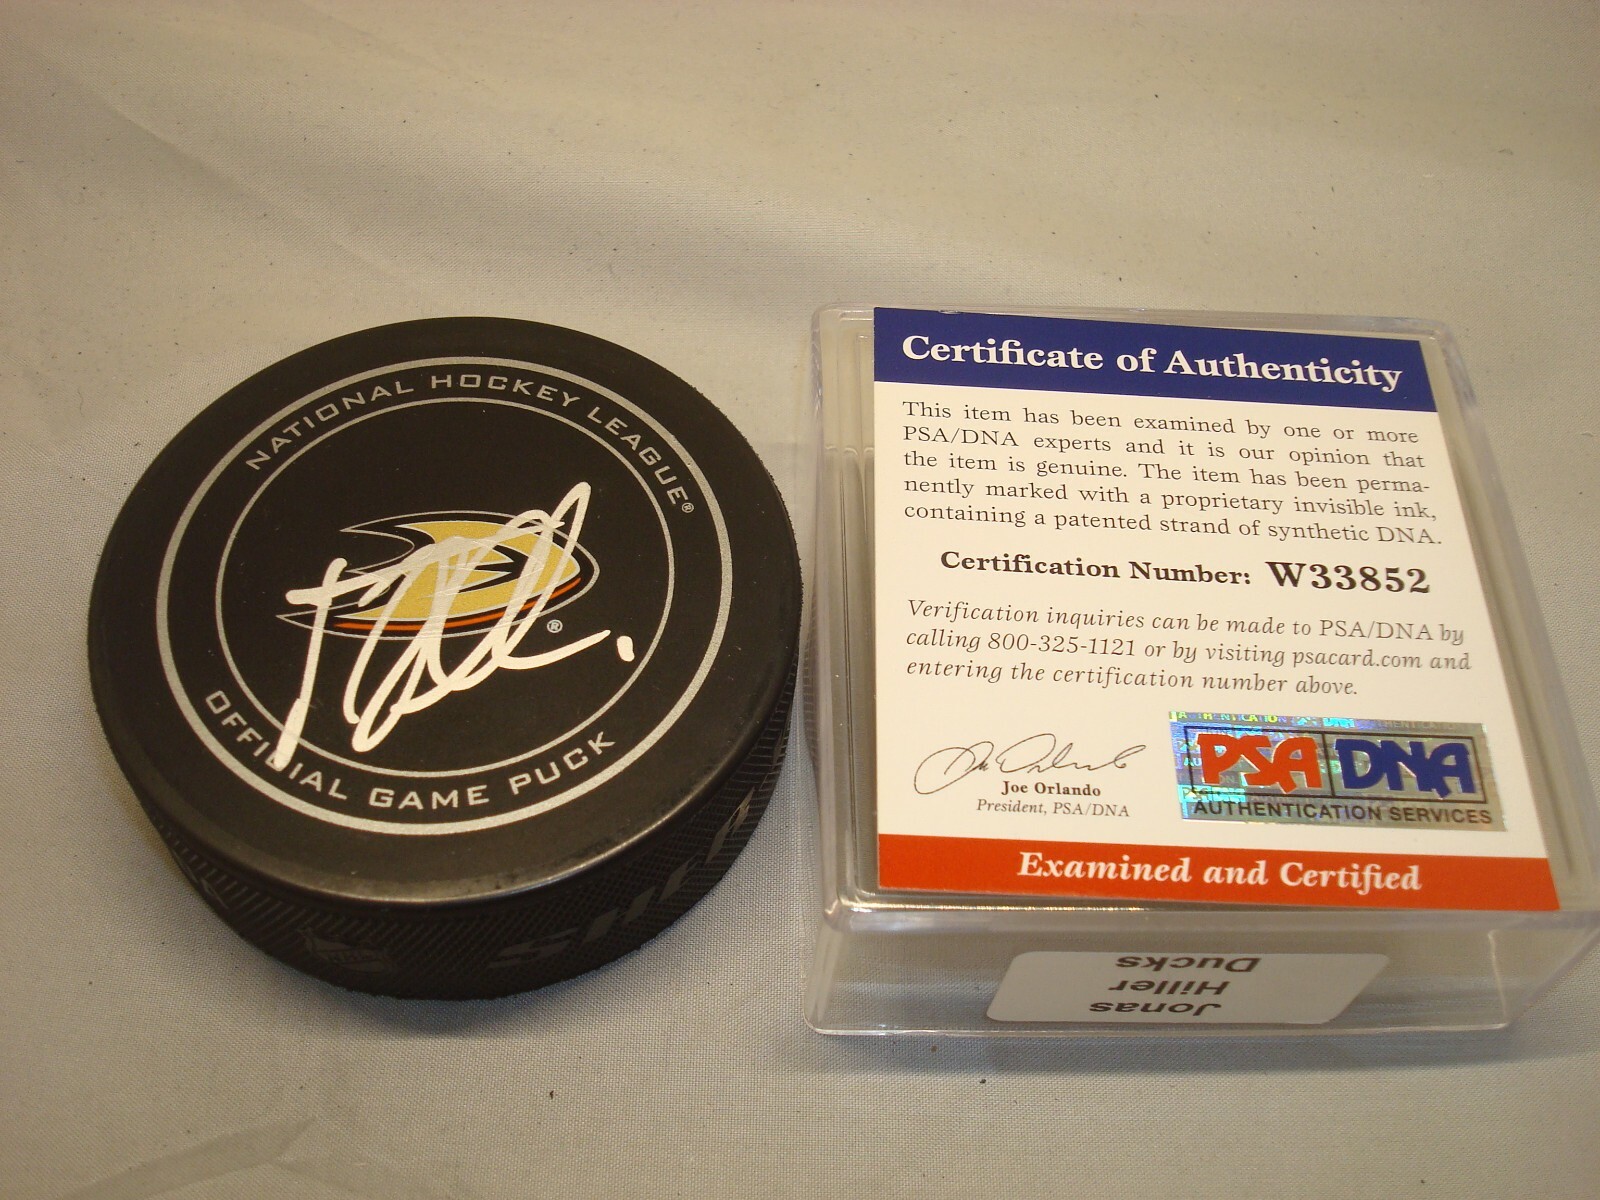 NATIONAL HOCKEY LEAGUE®
®
OFFICIAL GAME PUCK
Certificate of Authenticity
This item has been examined by one or more
PSA/DNA experts and it is our opinion that
the item is genuine. The item has been perma-
nently marked with a proprietary invisible ink,
containing a patented strand of synthetic DNA.
Certification Number: W33852
Verification inquiries can be made to PSA/DNA by
calling 800-325-1121 or by visiting psacard.com and
entering the certification number above.
Joe Orlando
President, PSA/DNA
PSA DNA
AUTHENTICATION SERVICES
Examined and Certified
Jonas
Hiller
Ducks